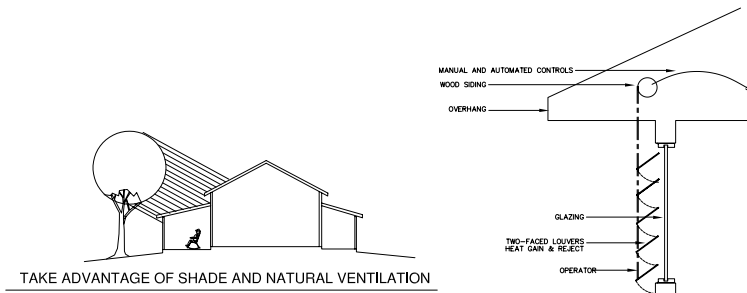 MANUAL AND AUTOMATED CONTROLS
WOOD SIDING
OVERHANG
GLAZING
TWO-FACED LOUVERS
HEAT GAIN & REJECT
OPERATOR
TAKE ADVANTAGE OF SHADE AND NATURAL VENTILATION